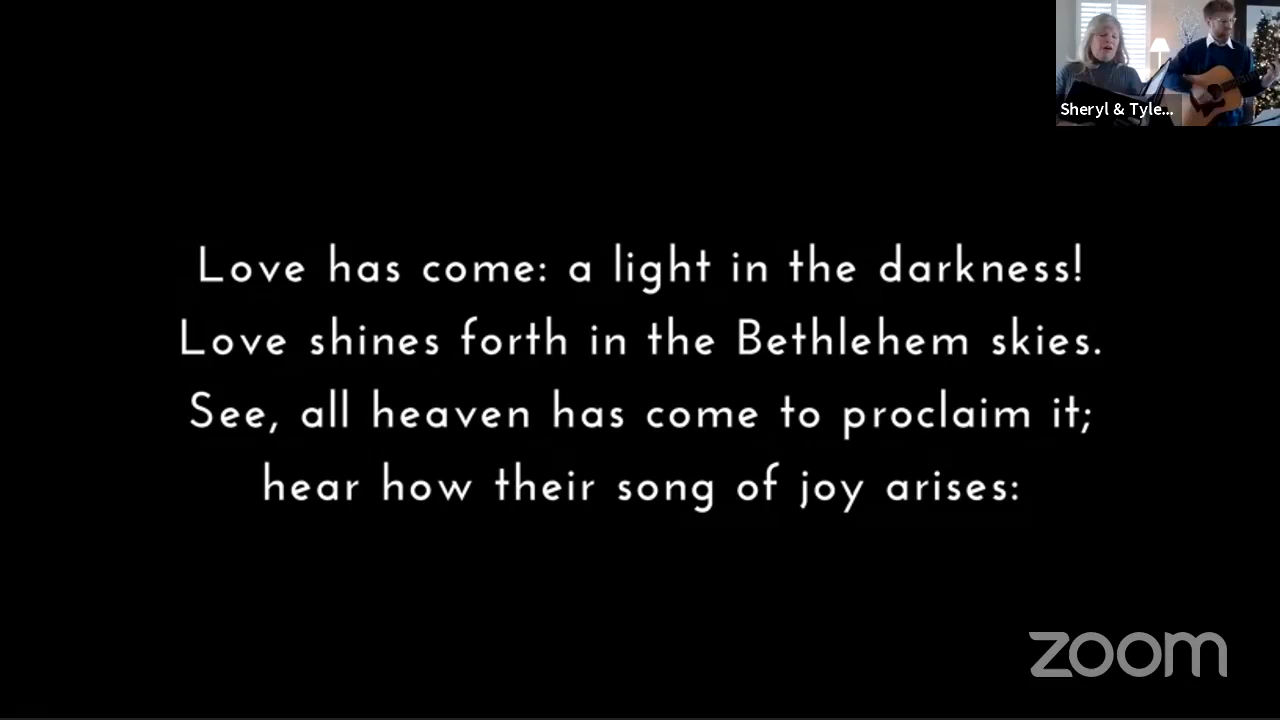 Sheryl & Tyle...
Love has come: a light in the darkness!
Love shines forth in the Bethlehem skies.
See, all heaven has come to proclaim it;
hear how their song of joy arises:
zoom